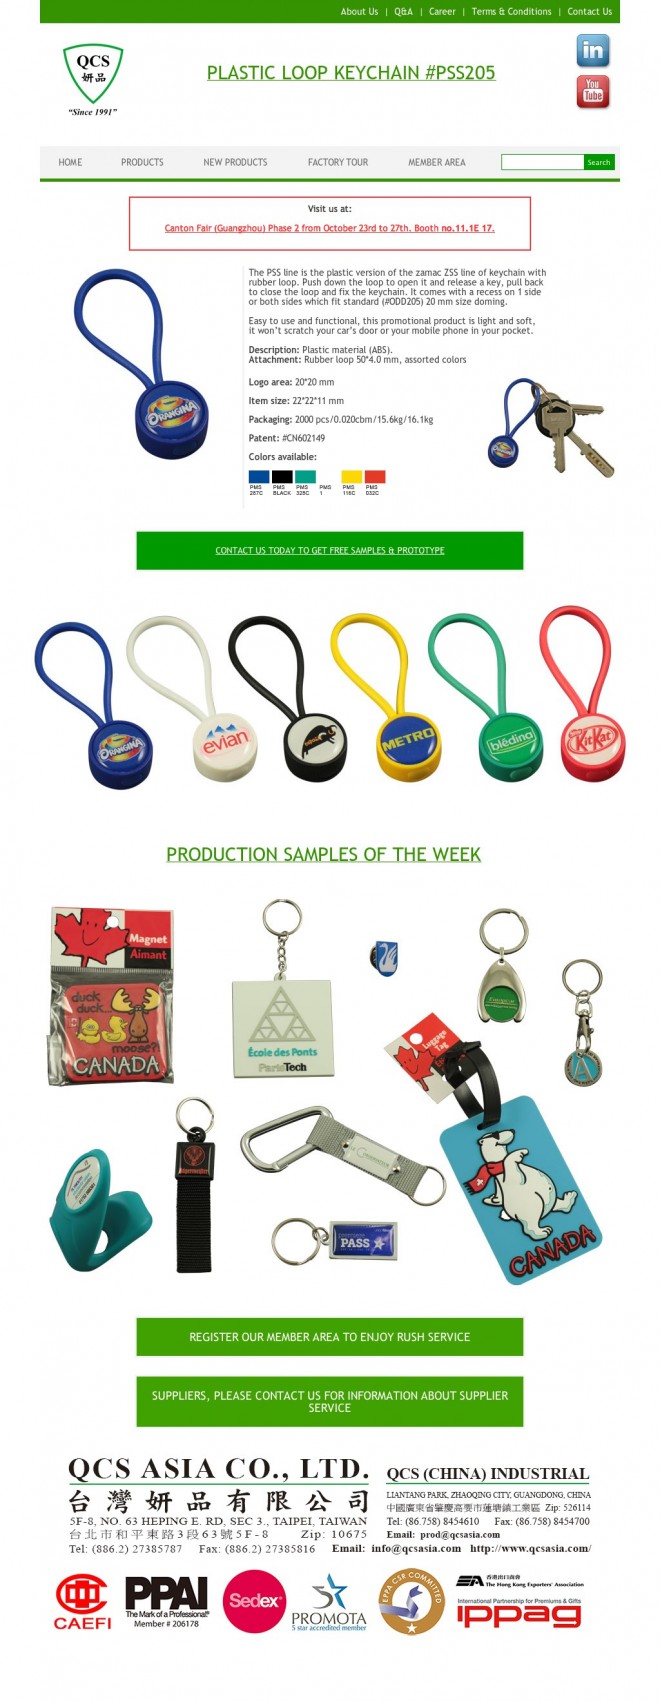 About Us | Q&A | Career | Terms & Conditions | Contact Us
QCS
妍品
"Since 1991"
PLASTIC LOOP KEYCHAIN #PSS205
in
You
Tube
HOME PRODUCTS NEW PRODUCTS FACTORY TOUR MEMBER AREA Search
Visit us at:
Canton Fair (Guangzhou) Phase 2 from October 23rd to 27th. Booth no.11.1E 17.
The PSS line is the plastic version of the zamac ZSS line of keychain with
rubber loop. Push down the loop to open it and release a key, pull back
to close the loop and fix the keychain. It comes with a recess on 1 side
or both sides which fit standard (#ODD205) 20 mm size doming.
Easy to use and functional, this promotional product is light and soft,
it won't scratch your car's door or your mobile phone in your pocket.
Description: Plastic material (ABS).
Attachment: Rubber loop 50*4.0 mm, assorted colors
Logo area: 20*20 mm
Item size: 22*22*11 mm
Packaging: 2000 pcs/0.020cbm/15.6kg/16.1kg
Patent: #CN602149
Colors available:
PMS PMS PMS PMS PMS PMS
287C BLACK 328C 1 116C 032C
ORANGINA
ORANGINA
CONTACT US TODAY TO GET FREE SAMPLES & PROTOTYPE
ORANGINA
evian
METRO
blédina
KitKat
PRODUCTION SAMPLES OF THE WEEK
Magnet
Aimant
duck
duck...
moose?!
CANADA
École des Ponts
ParisTech
Luggage
Tag
A
Jägermeister
PASS
CANADA
REGISTER OUR MEMBER AREA TO ENJOY RUSH SERVICE
SUPPLIERS, PLEASE CONTACT US FOR INFORMATION ABOUT SUPPLIER
SERVICE
QCS ASIA CO., LTD.
台灣妍品有限公司
5F-8, NO. 63 HEPING E. RD, SEC 3., TAIPEI, TAIWAN
台北市和平東路3段63號5F-8 Zip: 10675
Tel: (886.2) 27385787 Fax: (886.2) 27385816 Email: info@qcsasia.com http://www.qcsasia.com/
QCS (CHINA) INDUSTRIAL
LIANTANG PARK, ZHAOQING CITY, GUANGDONG, CHINA
中國廣東省肇慶高要市蓮塘鎮工業區 Zip: 526114
Tel: (86.758) 8454610 Fax: (86.758) 8454700
Email: prod@qcsasia.com
CAEFI
PPAI
The Mark of a Professional
Member # 206178
Sedex
PROMOTA
5 star accredited member
EPPA CSR COMMITTED
香港出口商會
The Hong Kong Exporters' Association
International Partnership for Premiums & Gifts
ippag